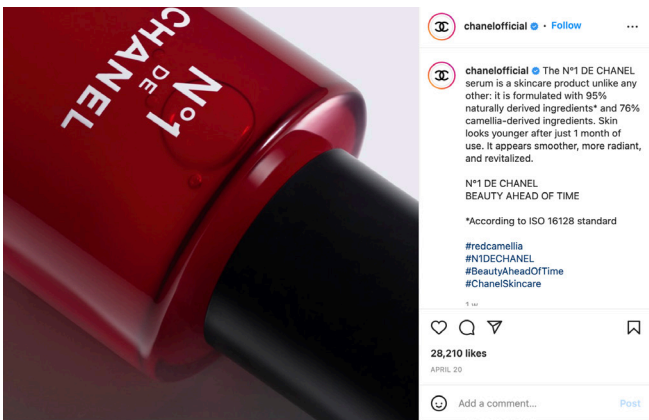 CHANEL
DE
N°1
chanelofficial • Follow
chanelofficial The N°1 DE CHANEL
serum is a skincare product unlike any
other: it is formulated with 95%
naturally derived ingredients* and 76%
camellia-derived ingredients. Skin
looks younger after just 1 month of
use. It appears smoother, more radiant,
and revitalized.
N°1 DE CHANEL
BEAUTY AHEAD OF TIME
*According to ISO 16128 standard
#redcamellia
#N1DECHANEL
#BeautyAheadOfTime
#ChanelSkincare
1 w
28,210 likes
APRIL 20
Add a comment...
Post